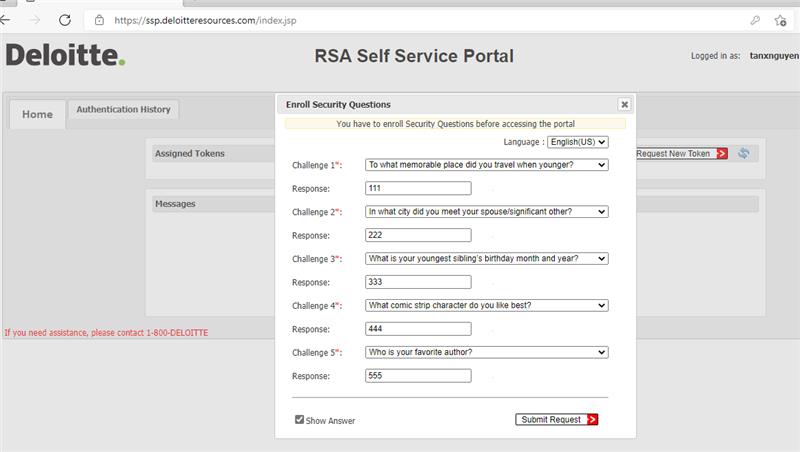 https://ssp.deloitteresources.com/index.jsp
Deloitte.
RSA Self Service Portal
Logged in as: tanxnguyen
Home
Authentication History
Assigned Tokens
Request New Token
Messages
If you need assistance, please contact 1-800-DELOITTE
Enroll Security Questions
You have to enroll Security Questions before accessing the portal
Language : English(US)
Challenge 1*: To what memorable place did you travel when younger?
Response: 111
Challenge 2*: In what city did you meet your spouse/significant other?
Response: 222
Challenge 3*: What is your youngest sibling's birthday month and year?
Response: 333
Challenge 4*: What comic strip character do you like best?
Response: 444
Challenge 5*: Who is your favorite author?
Response: 555
Show Answer
Submit Request